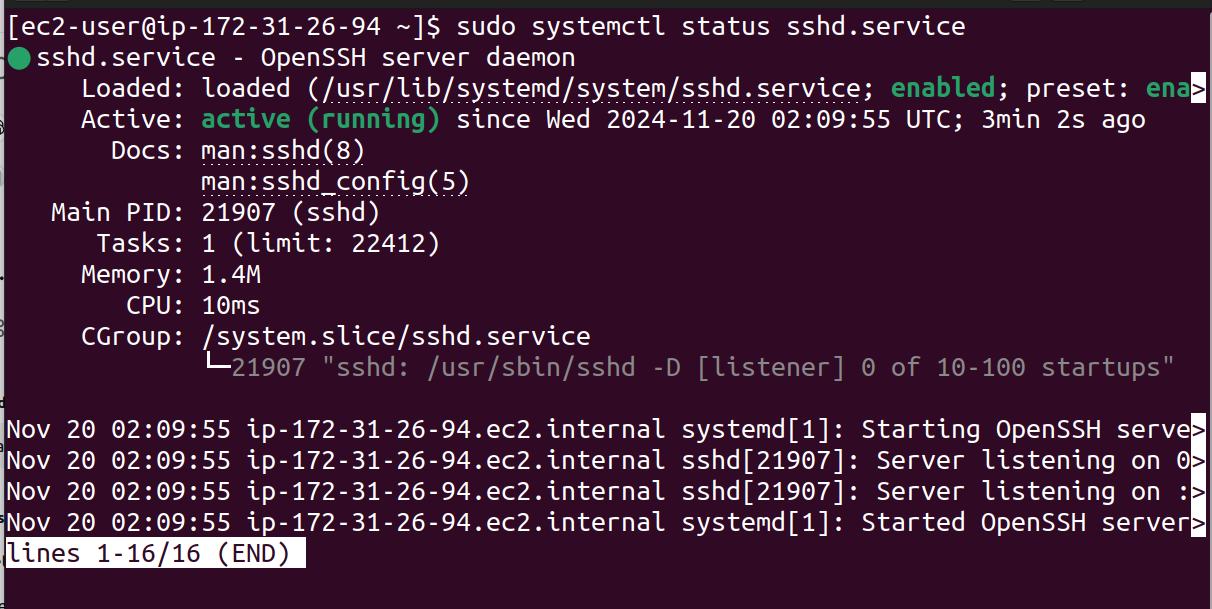 [ec2-user@ip-172-31-26-94 ~]$ sudo systemctl status sshd.service
● sshd.service - OpenSSH server daemon
     Loaded: loaded (/usr/lib/systemd/system/sshd.service; enabled; preset: ena>
     Active: active (running) since Wed 2024-11-20 02:09:55 UTC; 3min 2s ago
       Docs: man:sshd(8)
             man:sshd_config(5)
   Main PID: 21907 (sshd)
      Tasks: 1 (limit: 22412)
     Memory: 1.4M
        CPU: 10ms
     CGroup: /system.slice/sshd.service
             └─21907 "sshd: /usr/sbin/sshd -D [listener] 0 of 10-100 startups"

Nov 20 02:09:55 ip-172-31-26-94.ec2.internal systemd[1]: Starting OpenSSH serve>
Nov 20 02:09:55 ip-172-31-26-94.ec2.internal sshd[21907]: Server listening on 0>
Nov 20 02:09:55 ip-172-31-26-94.ec2.internal sshd[21907]: Server listening on :>
Nov 20 02:09:55 ip-172-31-26-94.ec2.internal systemd[1]: Started OpenSSH server>
lines 1-16/16 (END)